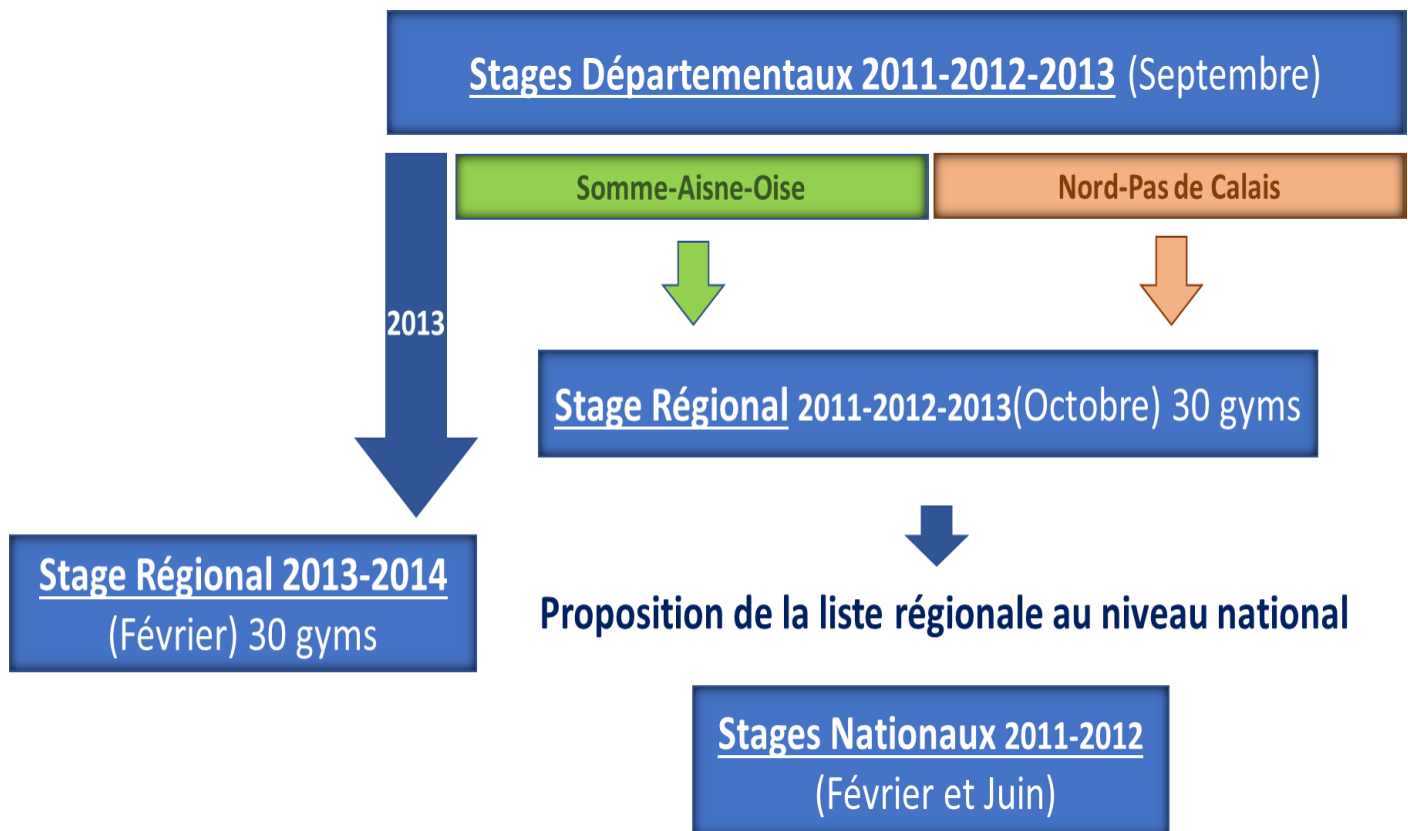 Stages Départementaux 2011-2012-2013 (Septembre)
Somme-Aisne-Oise
Nord-Pas de Calais
2013
Stage Régional 2011-2012-2013(Octobre) 30 gyms
Stage Régional 2013-2014
(Février) 30 gyms
Proposition de la liste régionale au niveau national
Stages Nationaux 2011-2012
(Février et Juin)